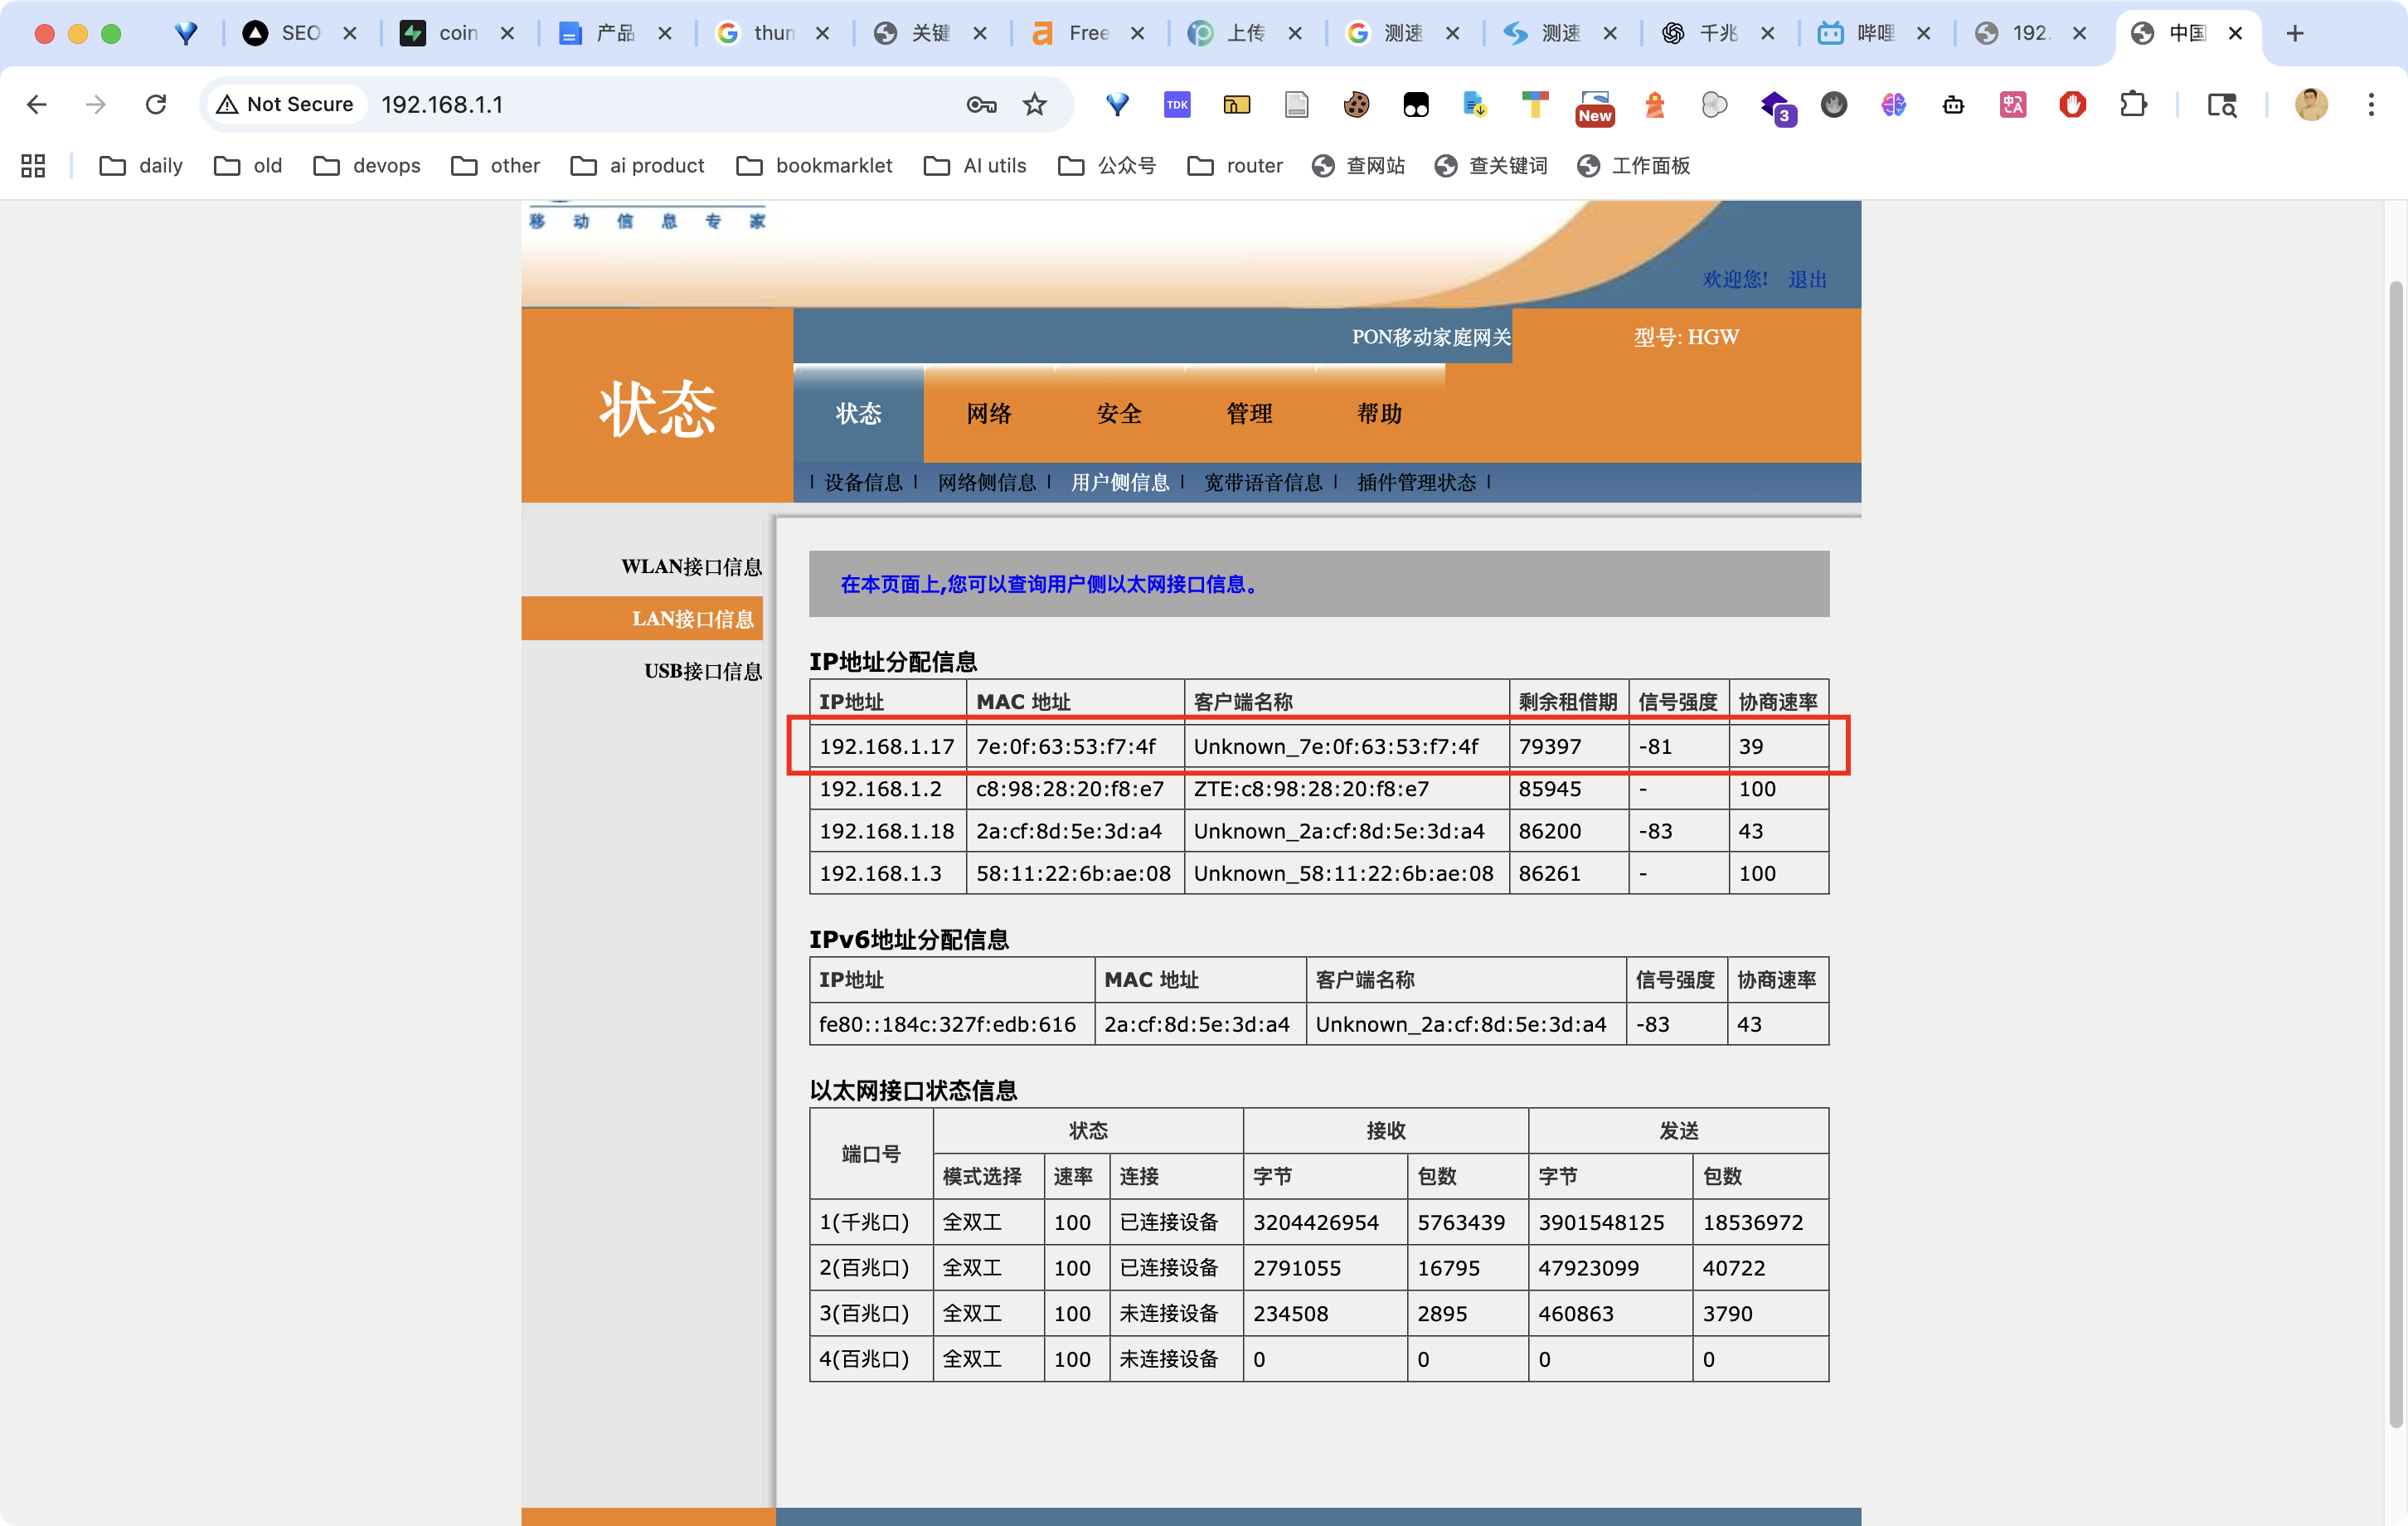 SEO
coin
产品
thun
关键
Free
上传
测速
测速
千兆
哔哩
192.
中国
Not Secure
192.168.1.1
TDK
New
3
daily
old
devops
other
ai product
bookmarklet
AI utils
公众号
router
查网站
查关键词
工作面板
移 动 信 息 专 家
欢迎您! 退出
PON移动家庭网关
型号: HGW
状态
状态 网络 安全 管理 帮助
| 设备信息 | 网络侧信息 | 用户侧信息 | 宽带语音信息 | 插件管理状态 |
WLAN接口信息
LAN接口信息
USB接口信息
在本页面上,您可以查询用户侧以太网接口信息。
IP地址分配信息
IP地址 MAC 地址 客户端名称 剩余租借期 信号强度 协商速率
192.168.1.17 7e:0f:63:53:f7:4f Unknown_7e:0f:63:53:f7:4f 79397 -81 39
192.168.1.2 c8:98:28:20:f8:e7 ZTE:c8:98:28:20:f8:e7 85945 - 100
192.168.1.18 2a:cf:8d:5e:3d:a4 Unknown_2a:cf:8d:5e:3d:a4 86200 -83 43
192.168.1.3 58:11:22:6b:ae:08 Unknown_58:11:22:6b:ae:08 86261 - 100
IPv6地址分配信息
IP地址 MAC 地址 客户端名称 信号强度 协商速率
fe80::184c:327f:edb:616 2a:cf:8d:5e:3d:a4 Unknown_2a:cf:8d:5e:3d:a4 -83 43
以太网接口状态信息
端口号 状态 接收 发送
模式选择 速率 连接 字节 包数 字节 包数
1(千兆口) 全双工 100 已连接设备 3204426954 5763439 3901548125 18536972
2(百兆口) 全双工 100 已连接设备 2791055 16795 47923099 40722
3(百兆口) 全双工 100 未连接设备 234508 2895 460863 3790
4(百兆口) 全双工 100 未连接设备 0 0 0 0